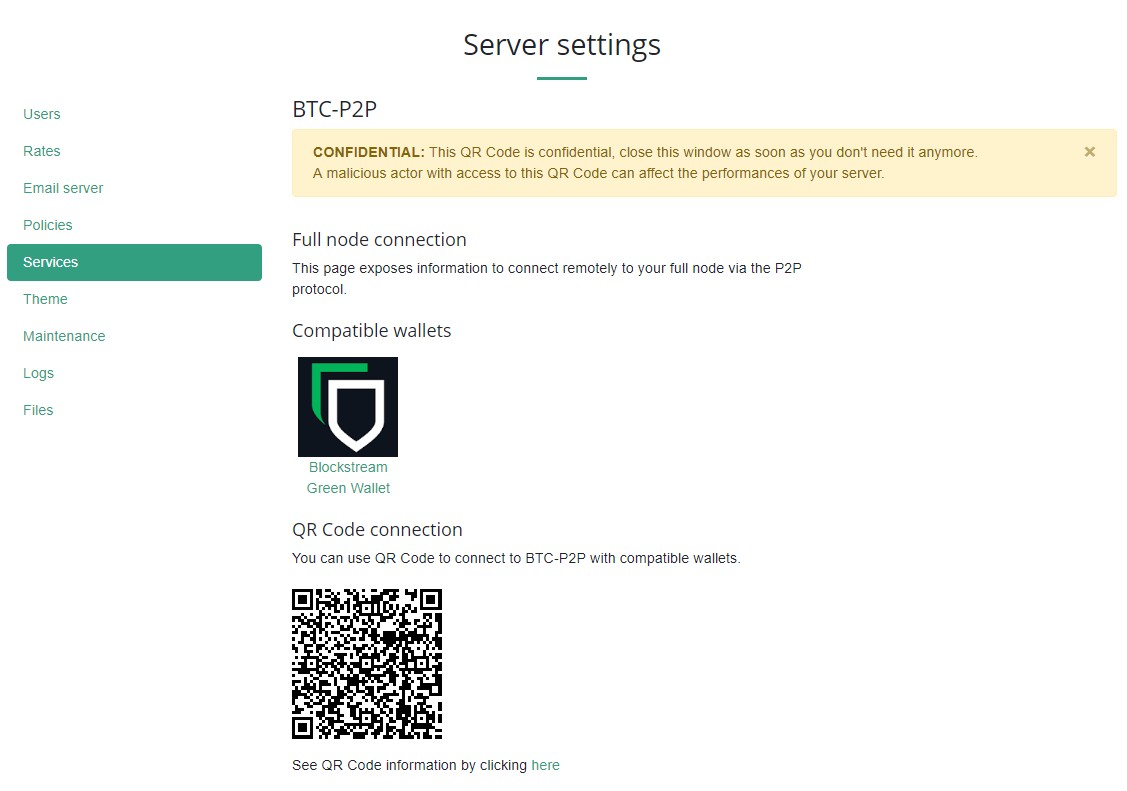 Server settings
Users
Rates
Email server
Policies
Services
Theme
Maintenance
Logs
Files
BTC-P2P
CONFIDENTIAL: This QR Code is confidential, close this window as soon as you don't need it anymore.
A malicious actor with access to this QR Code can affect the performances of your server.
×
Full node connection
This page exposes information to connect remotely to your full node via the P2P
protocol.
Compatible wallets
Blockstream
Green Wallet
QR Code connection
You can use QR Code to connect to BTC-P2P with compatible wallets.
See QR Code information by clicking here